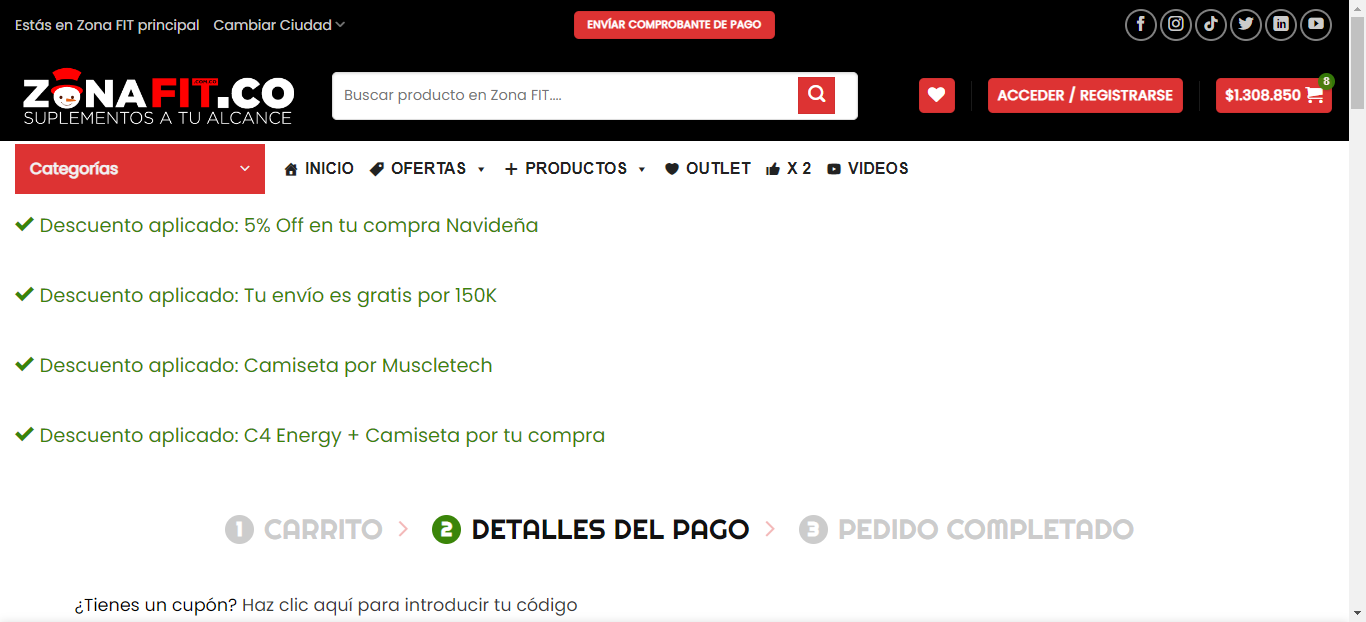 Estás en Zona FIT principal Cambiar Ciudad
ENVÍAR COMPROBANTE DE PAGO
ZONAFIT.CO
.COM.CO
SUPLEMENTOS A TU ALCANCE
Buscar producto en Zona FIT....
ACCEDER / REGISTRARSE
$1.308.850
8
Categorías
INICIO OFERTAS PRODUCTOS OUTLET X 2 VIDEOS
Descuento aplicado: 5% Off en tu compra Navideña
Descuento aplicado: Tu envío es gratis por 150K
Descuento aplicado: Camiseta por Muscletech
Descuento aplicado: C4 Energy + Camiseta por tu compra
1 CARRITO 2 DETALLES DEL PAGO 3 PEDIDO COMPLETADO
¿Tienes un cupón? Haz clic aquí para introducir tu código